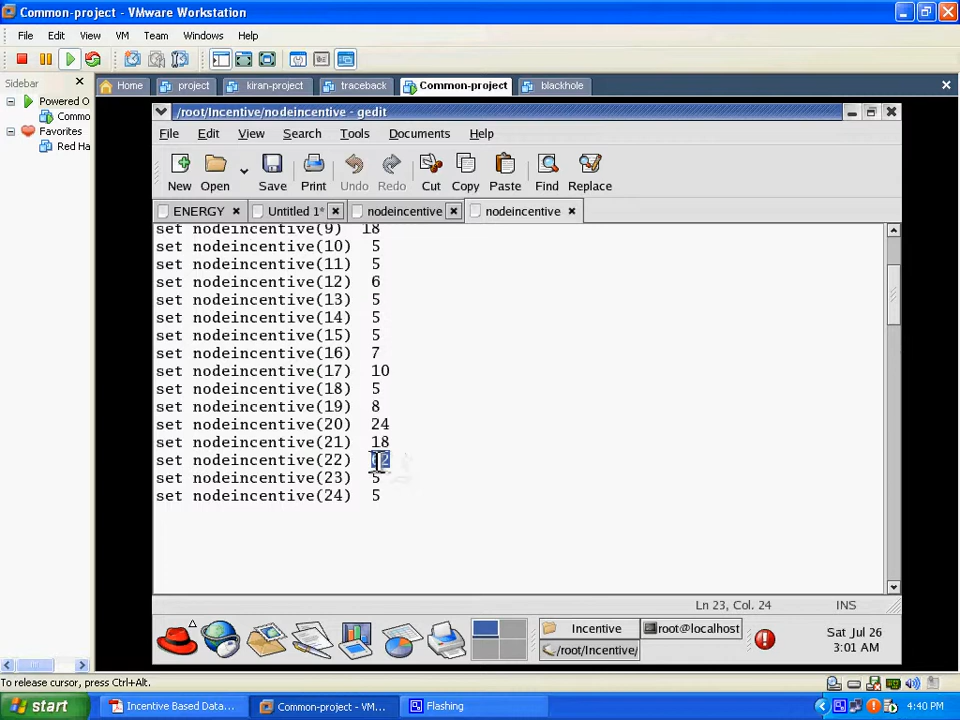 Common-project - VMware Workstation
File Edit View VM Team Windows Help
Sidebar
Powered O
Commo
Favorites
Red Ha
Home project kiran-project traceback Common-project blackhole
/root/Incentive/nodeincentive - gedit
File Edit View Search Tools Documents Help
New Open Save Print Undo Redo Cut Copy Paste Find Replace
ENERGY Untitled 1* nodeincentive nodeincentive
set nodeincentive(9) 18
set nodeincentive(10) 5
set nodeincentive(11) 5
set nodeincentive(12) 6
set nodeincentive(13) 5
set nodeincentive(14) 5
set nodeincentive(15) 5
set nodeincentive(16) 7
set nodeincentive(17) 10
set nodeincentive(18) 5
set nodeincentive(19) 8
set nodeincentive(20) 24
set nodeincentive(21) 18
set nodeincentive(22)
set nodeincentive(23) 5
set nodeincentive(24) 5
Ln 23, Col. 24 INS
Incentive root@localhost
/root/Incentive/
Sat Jul 26
3:01 AM
To release cursor, press Ctrl+Alt.
start Incentive Based Data... Common-project - VM... Flashing 4:40 PM